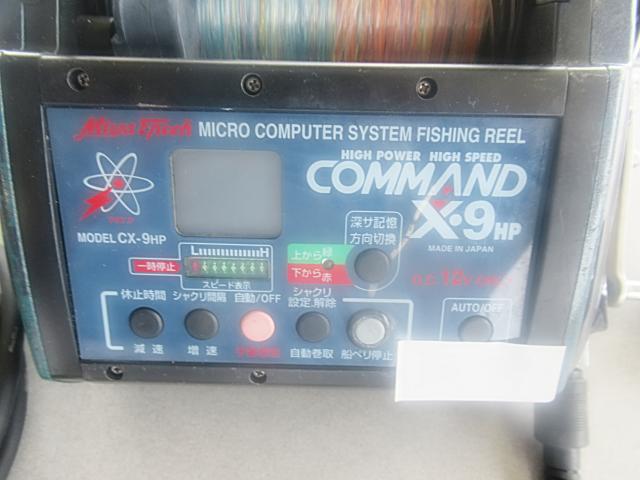 MICRO COMPUTER SYSTEM FISHING REEL
HIGH POWER HIGH SPEED
COMMAND
X·9HP
MADE IN JAPAN
MODEL CX-9HP
深サ記憶
方向切換
L H
一時停止
スピード表示
上から緑
下から赤
D.C. 12V ONLY
休止時間 シャクリ間隔 自動/OFF
シャクリ
設定.解除
AUTO/OFF
減速 増速
自動巻取 船ベリ停止